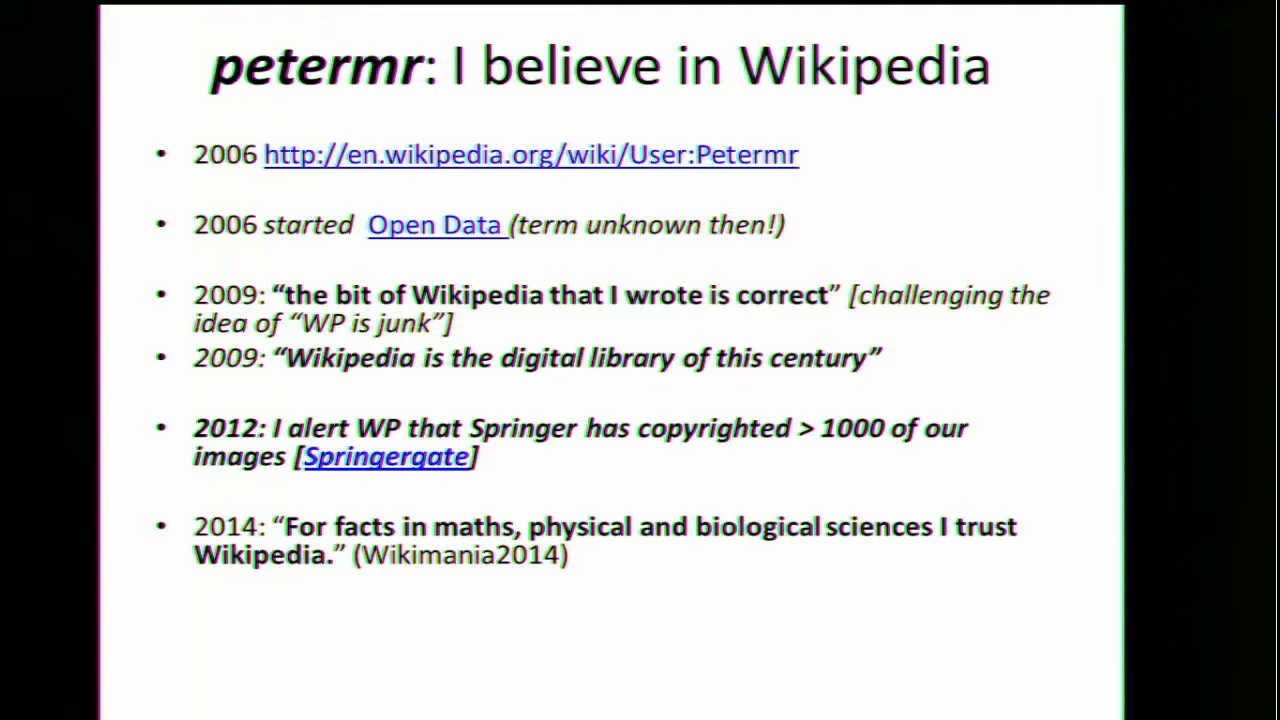 petermr: I believe in Wikipedia
• 2006 http://en.wikipedia.org/wiki/User:Petermr
• 2006 started Open Data (term unknown then!)
• 2009: “the bit of Wikipedia that I wrote is correct” [challenging the
idea of “WP is junk”]
• 2009: “Wikipedia is the digital library of this century”
• 2012: I alert WP that Springer has copyrighted > 1000 of our
images [Springergate]
• 2014: “For facts in maths, physical and biological sciences I trust
Wikipedia.” (Wikimania2014)